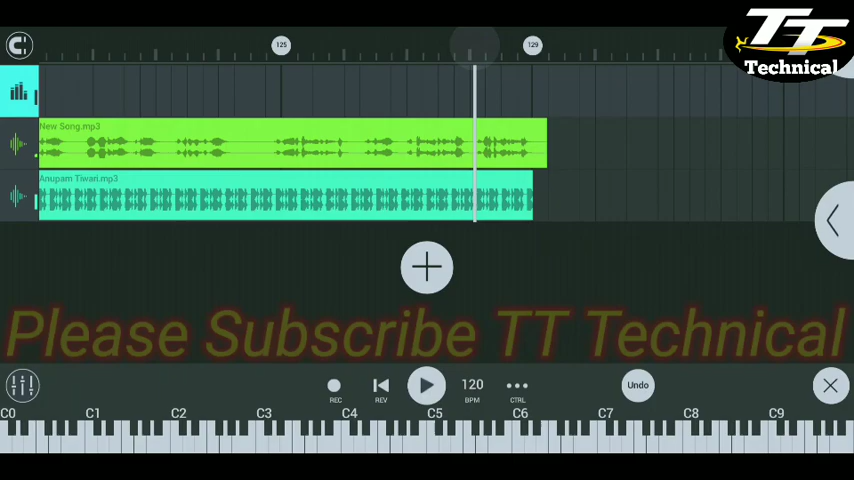 125
129
TT
Technical
New Song.mp3
Anupam Tiwari.mp3
Please Subscribe TT Technical
REC
REV
120
BPM
CTRL
Undo
C0 C1 C2 C3 C4 C5 C6 C7 C8 C9